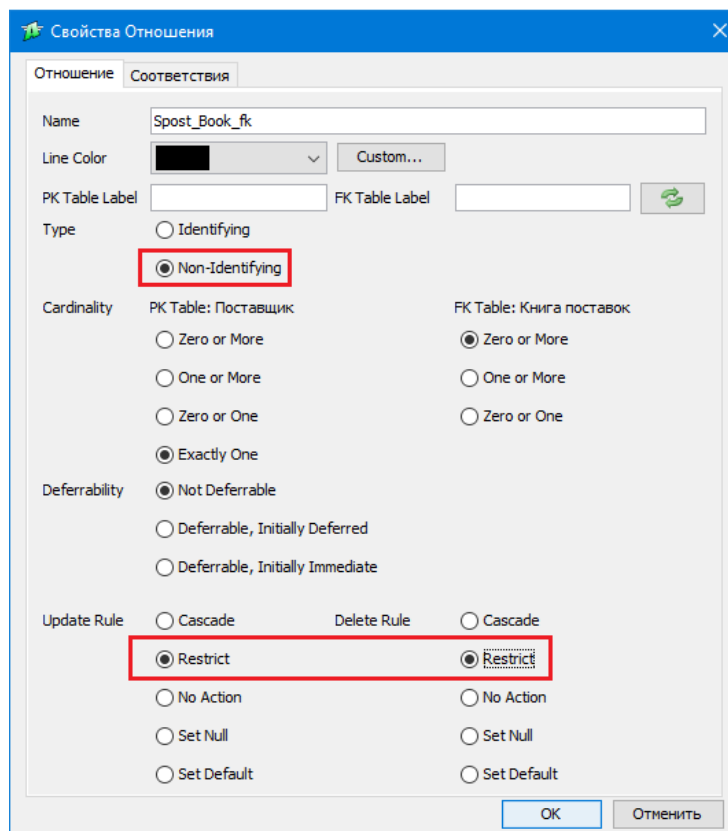 Свойства Отношения
Отношение Соответствия
Name Spost_Book_fk
Line Color Custom...
PK Table Label FK Table Label
Type Identifying
Non-Identifying
Cardinality PK Table: Поставщик FK Table: Книга поставок
Zero or More Zero or More
One or More One or More
Zero or One Zero or One
Exactly One
Deferrability Not Deferrable
Deferrable, Initially Deferred
Deferrable, Initially Immediate
Update Rule Cascade Delete Rule Cascade
Restrict Restrict
No Action No Action
Set Null Set Null
Set Default Set Default
OK Отменить